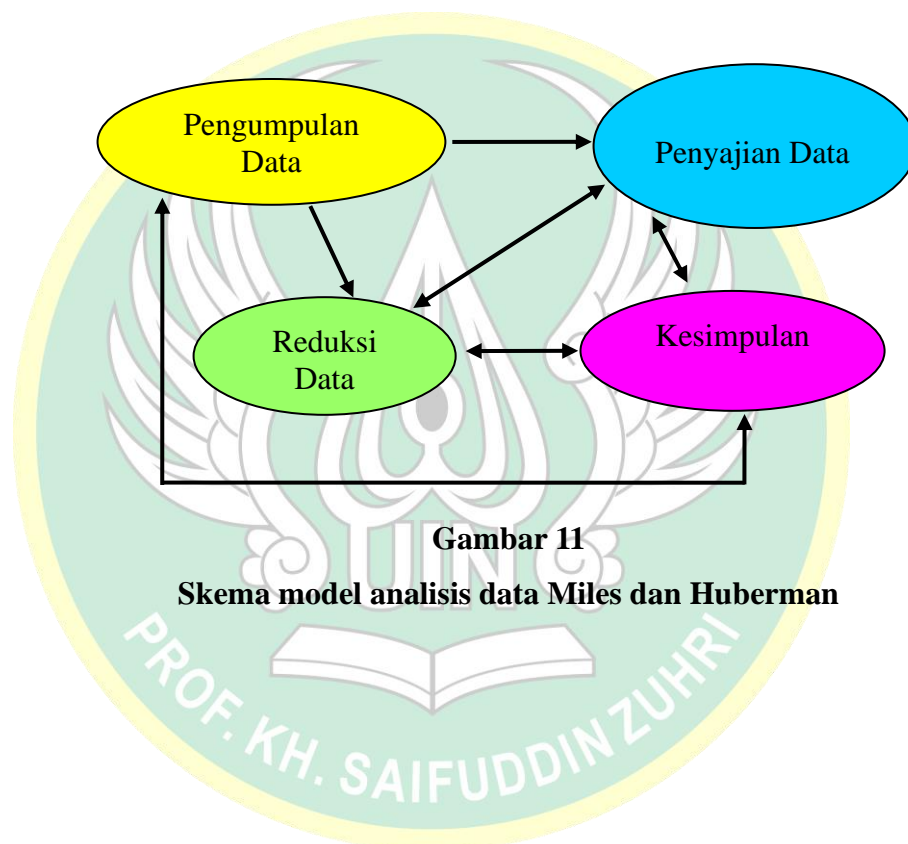 Pengumpulan
Data
Penyajian Data
Reduksi
Data
Kesimpulan
UIN
Gambar 11
Skema model analisis data Miles dan Huberman
PROF. KH. SAIFUDDIN ZUHRI